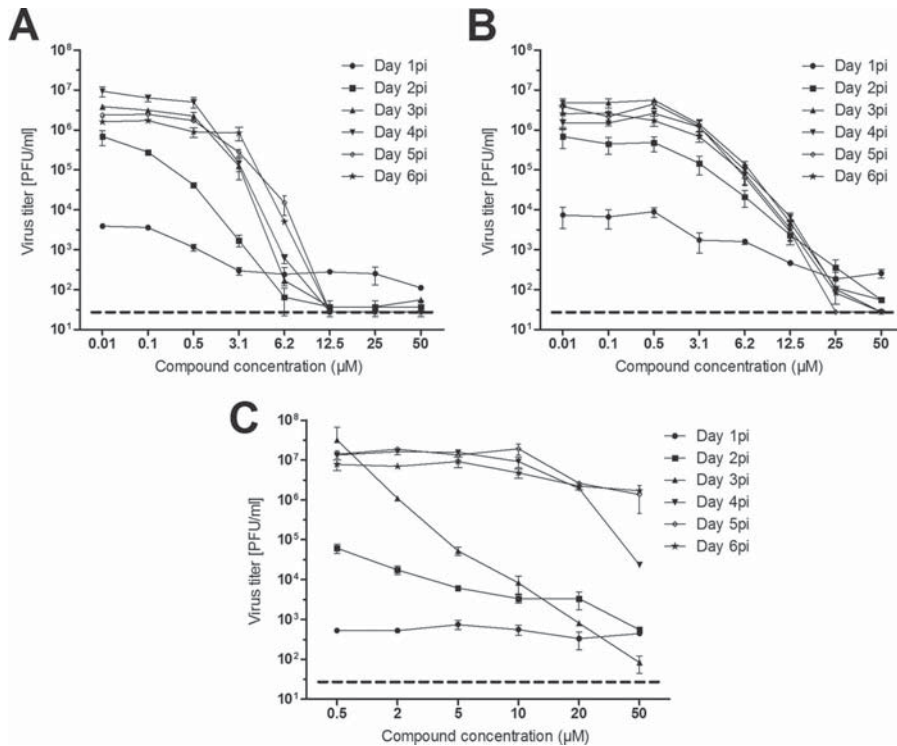 A
Virus titer [PFU/ml]
10⁸
10⁷
10⁶
10⁵
10⁴
10³
10²
10¹
0.01 0.1 0.5 3.1 6.2 12.5 25 50
Compound concentration (µM)
Day 1pi
Day 2pi
Day 3pi
Day 4pi
Day 5pi
Day 6pi
B
Virus titer [PFU/ml]
10⁸
10⁷
10⁶
10⁵
10⁴
10³
10²
10¹
0.01 0.1 0.5 3.1 6.2 12.5 25 50
Compound concentration (µM)
Day 1pi
Day 2pi
Day 3pi
Day 4pi
Day 5pi
Day 6pi
C
Virus titer [PFU/ml]
10⁸
10⁷
10⁶
10⁵
10⁴
10³
10²
10¹
0.5 2 5 10 20 50
Compound concentration (µM)
Day 1pi
Day 2pi
Day 3pi
Day 4pi
Day 5pi
Day 6pi